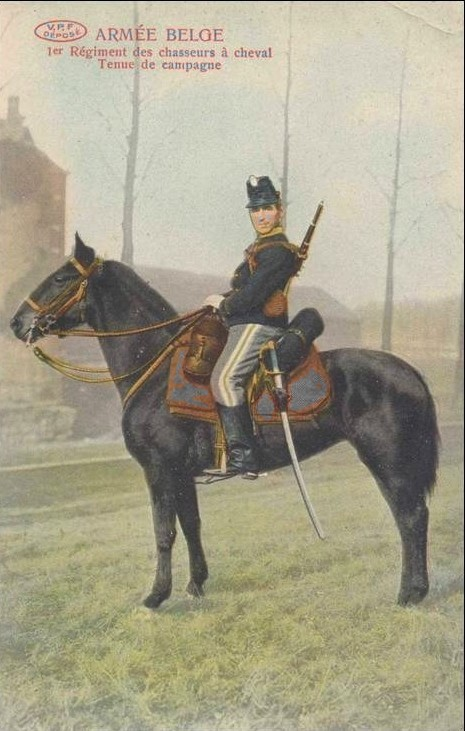 V.P.F
DÉPOSÉ
ARMÉE BELGE
1er Régiment des chasseurs à cheval
Tenue de campagne